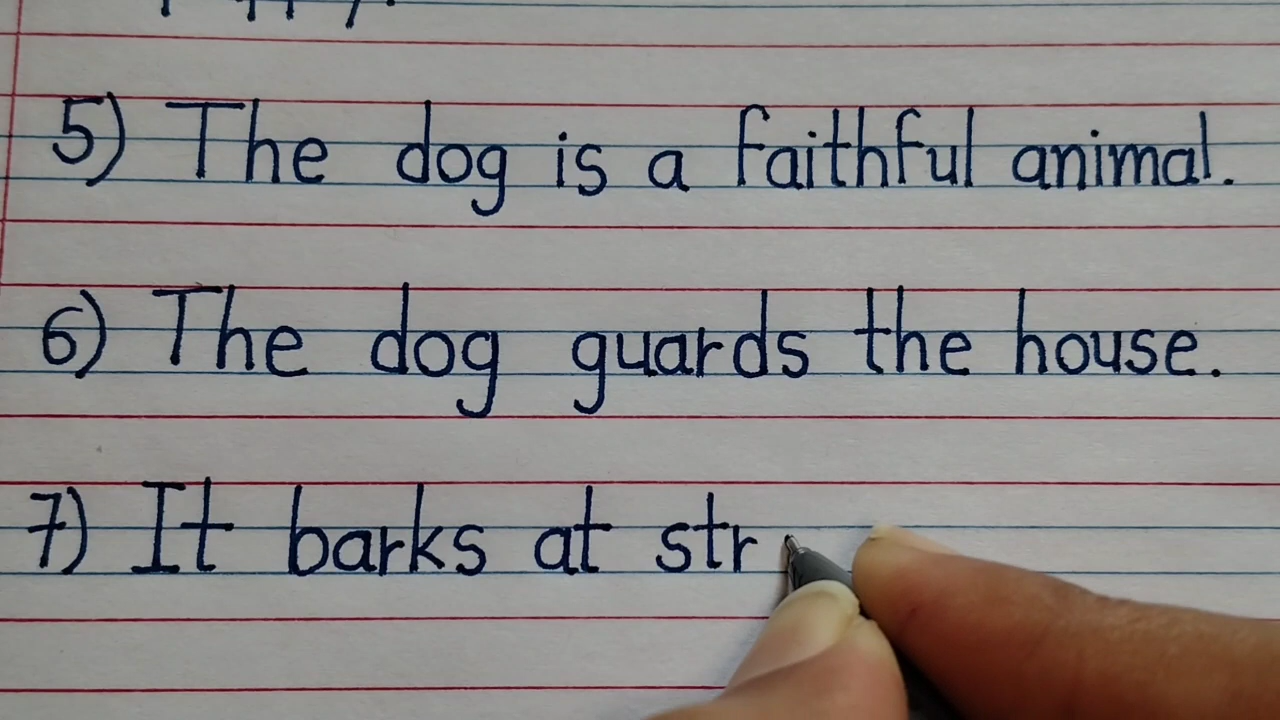 5) The dog is a faithful animal.
6) The dog guards the house.
7) It barks at str